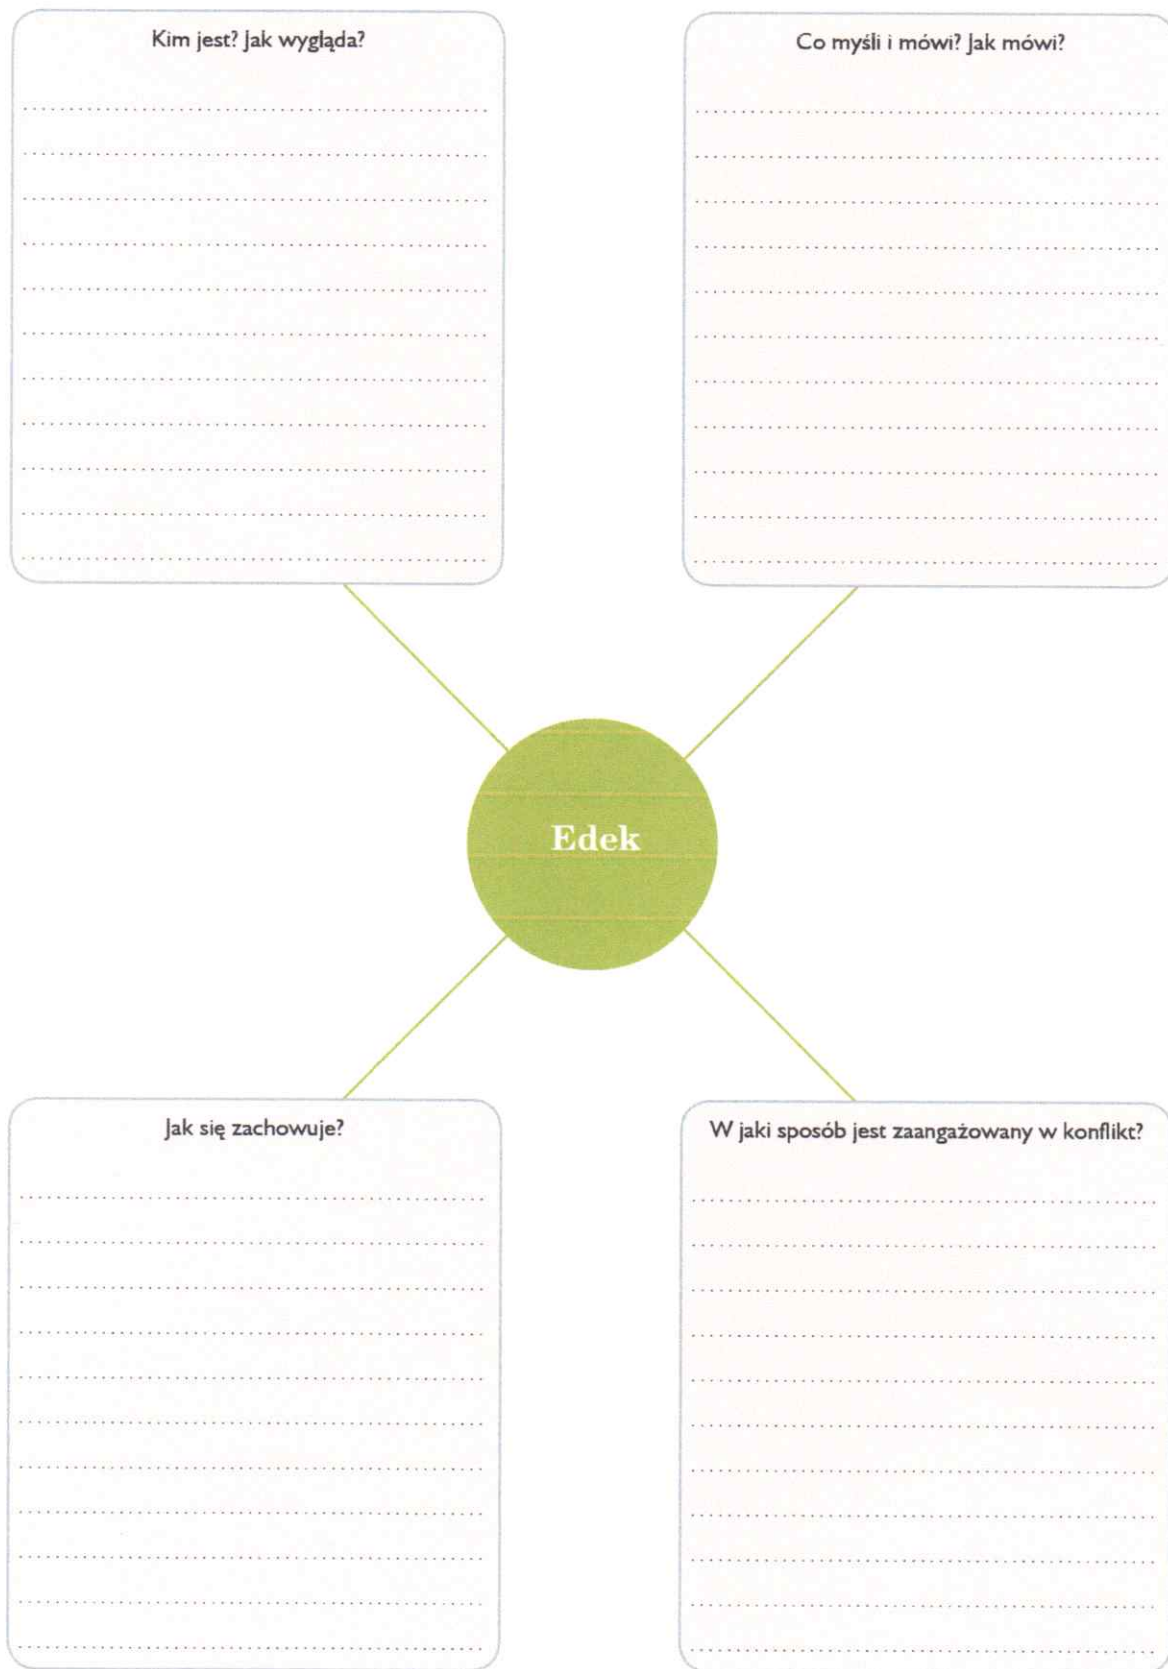 Kim jest? Jak wygląda?
Co myśli i mówi? Jak mówi?
Edek
Jak się zachowuje?
W jaki sposób jest zaangażowany w konflikt?